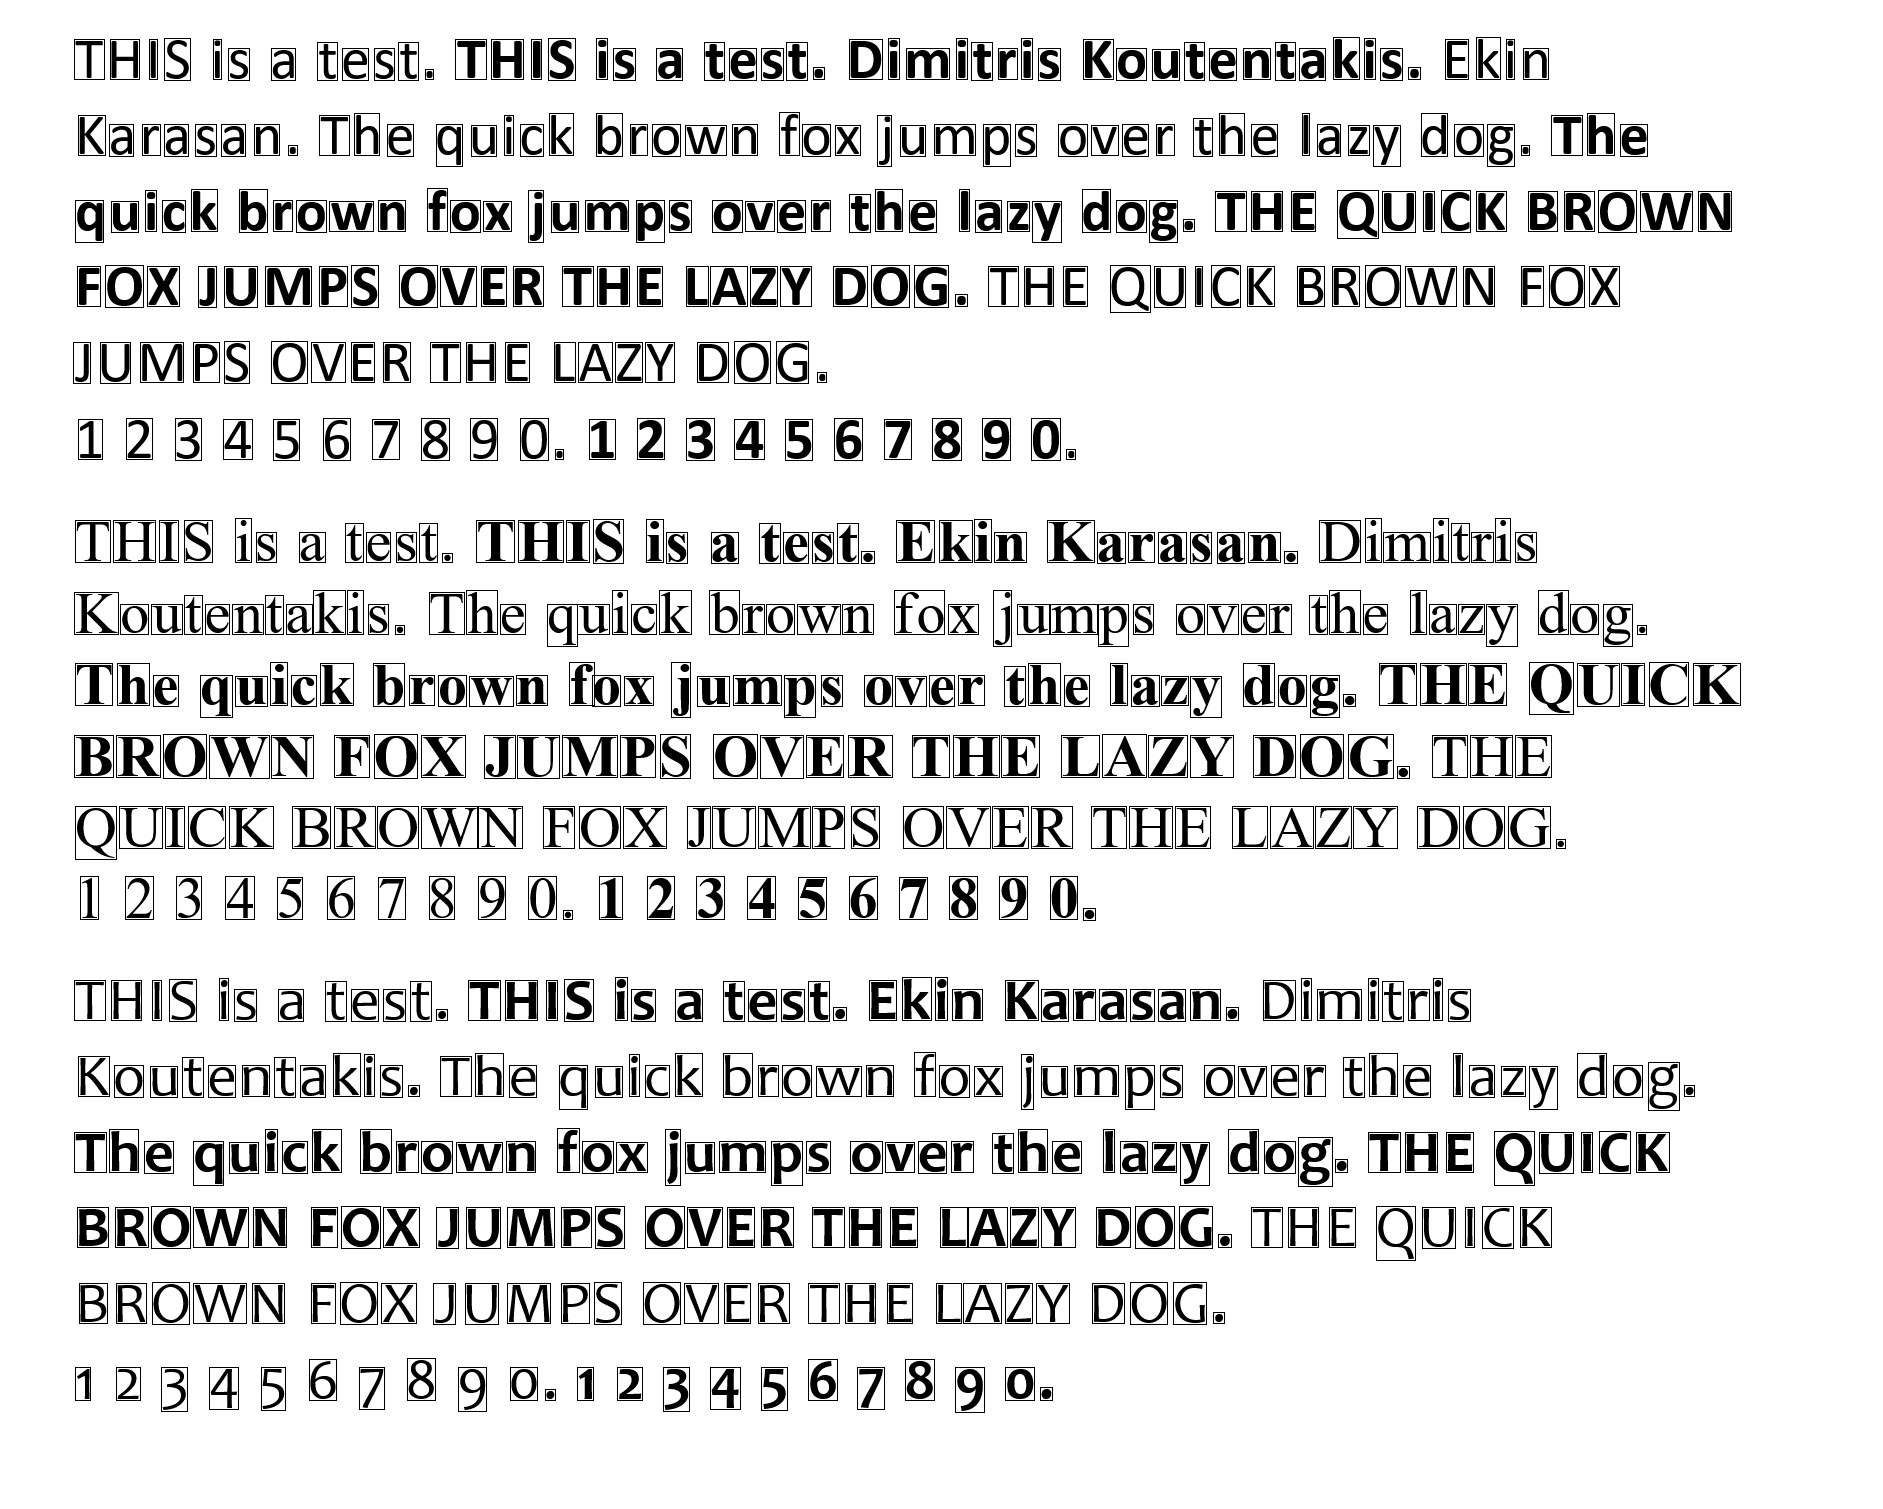 THIS is a test. THIS is a test. Dimitris Koutentakis. Ekin
Karasan. The quick brown fox jumps over the lazy dog. The
quick brown fox jumps over the lazy dog. THE QUICK BROWN
FOX JUMPS OVER THE LAZY DOG. THE QUICK BROWN FOX
JUMPS OVER THE LAZY DOG.
1 2 3 4 5 6 7 8 9 0. 1 2 3 4 5 6 7 8 9 0.
THIS is a test. THIS is a test. Ekin Karasan. Dimitris
Koutentakis. The quick brown fox jumps over the lazy dog.
The quick brown fox jumps over the lazy dog. THE QUICK
BROWN FOX JUMPS OVER THE LAZY DOG. THE
QUICK BROWN FOX JUMPS OVER THE LAZY DOG.
1 2 3 4 5 6 7 8 9 0. 1 2 3 4 5 6 7 8 9 0.
THIS is a test. THIS is a test. Ekin Karasan. Dimitris
Koutentakis. The quick brown fox jumps over the lazy dog.
The quick brown fox jumps over the lazy dog. THE QUICK
BROWN FOX JUMPS OVER THE LAZY DOG. THE QUICK
BROWN FOX JUMPS OVER THE LAZY DOG.
1 2 3 4 5 6 7 8 9 0. 1 2 3 4 5 6 7 8 9 0.